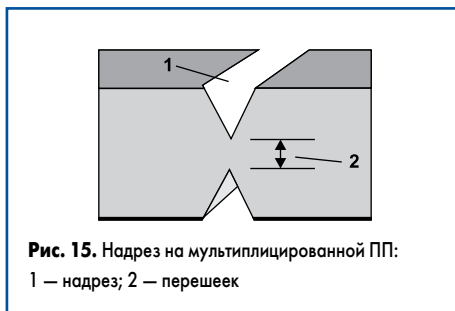 1
2
Рис. 15. Надрез на мультиплицированной ПП:
1 — надрез; 2 — перешеек